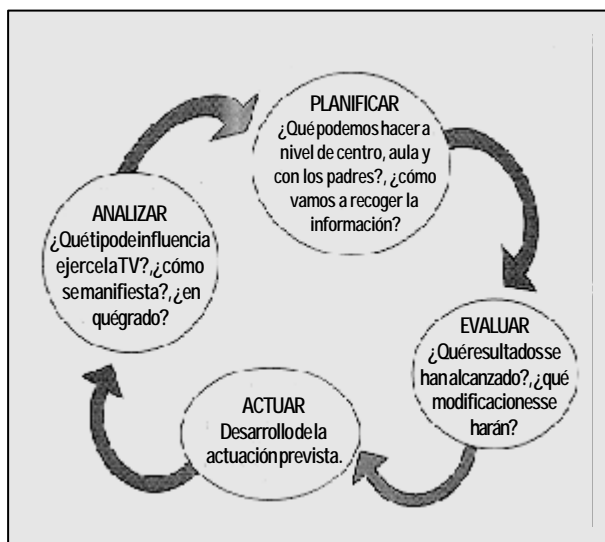 PLANIFICAR
¿Qué podemos hacer a
nivel de centro, aula y
con los padres?, ¿cómo
vamos a recoger la
información?
ANALIZAR
¿Quétipodeinfluencia
ejercelaTV?,¿cómo
semanifiesta?,¿en
quégrado?
EVALUAR
¿Quéresultadosse
hanalcanzado?,¿qué
modificacionesse
harán?
ACTUAR
Desarrollodela
actuaciónprevista.